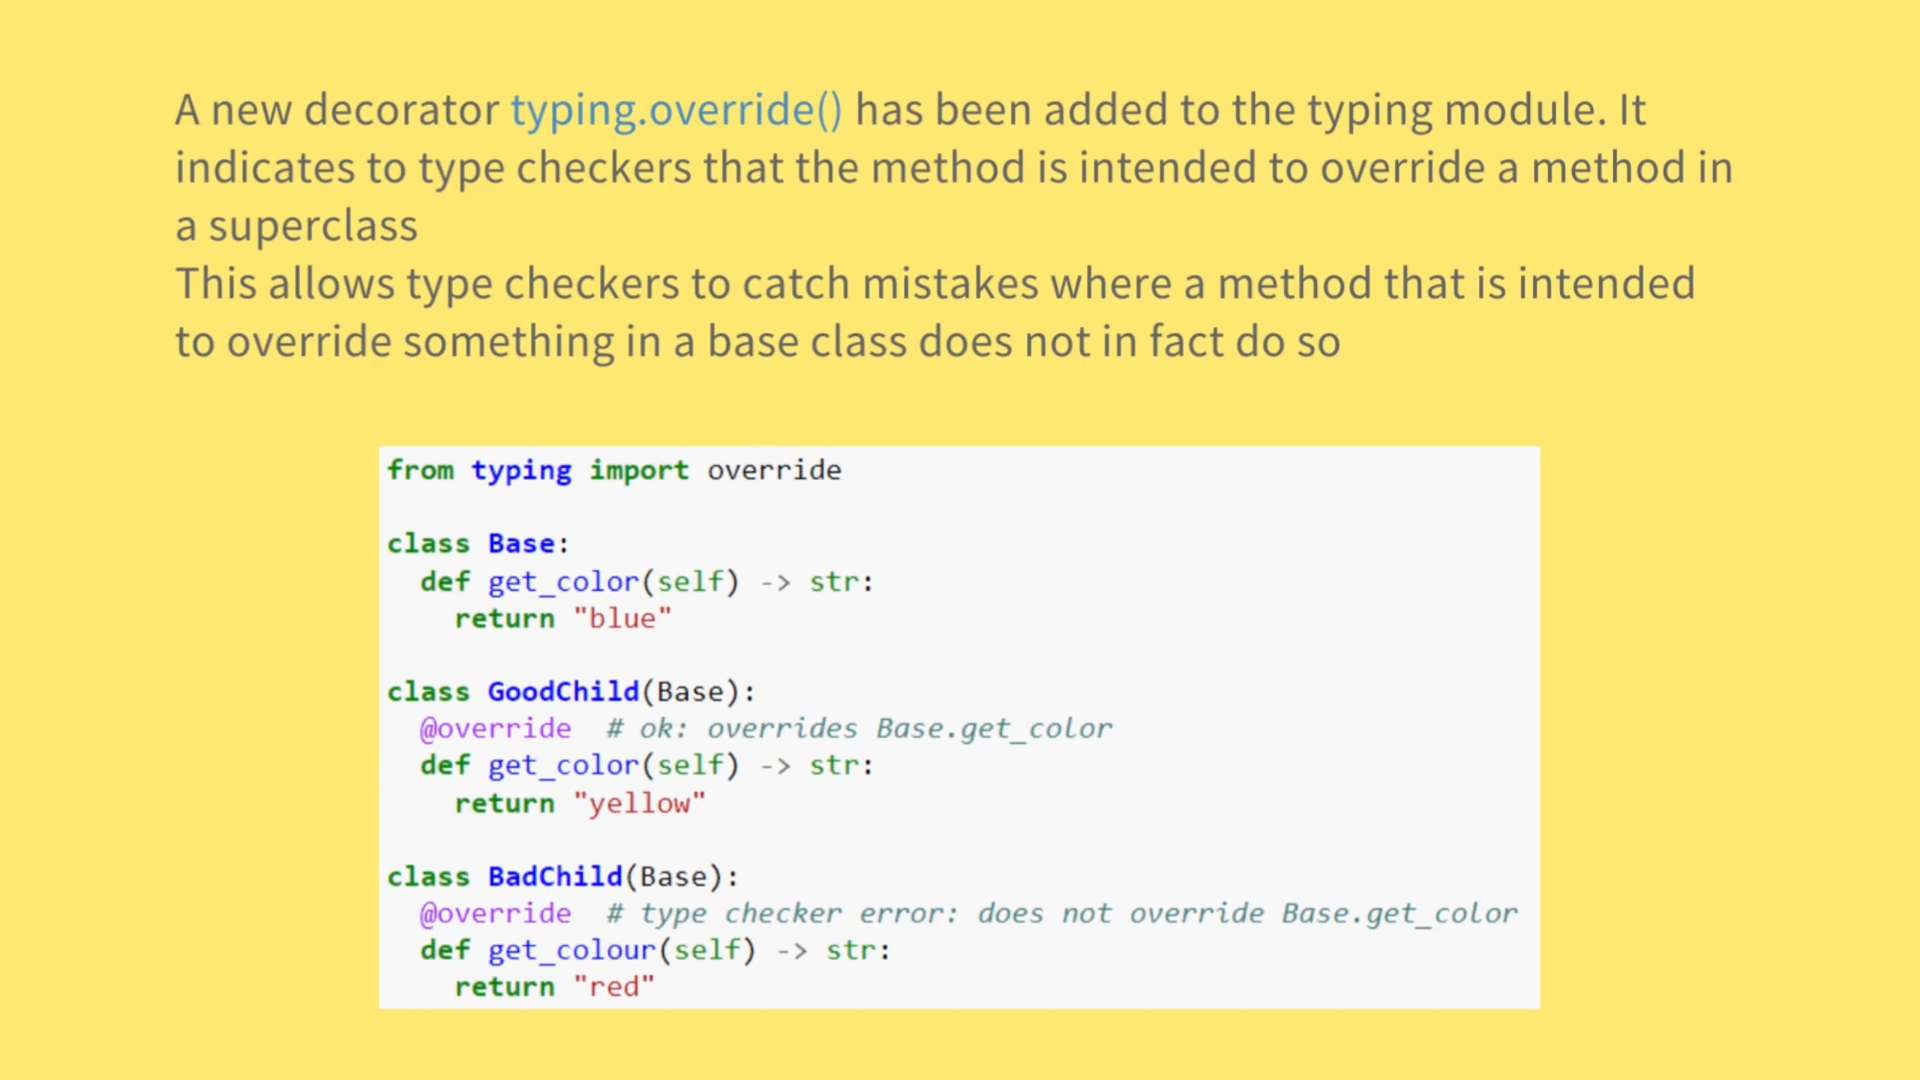 A new decorator typing.override() has been added to the typing module. It
indicates to type checkers that the method is intended to override a method in
a superclass
This allows type checkers to catch mistakes where a method that is intended
to override something in a base class does not in fact do so
from typing import override
class Base:
  def get_color(self) -> str:
    return "blue"
class GoodChild(Base):
  @override  # ok: overrides Base.get_color
  def get_color(self) -> str:
    return "yellow"
class BadChild(Base):
  @override  # type checker error: does not override Base.get_color
  def get_colour(self) -> str:
    return "red"